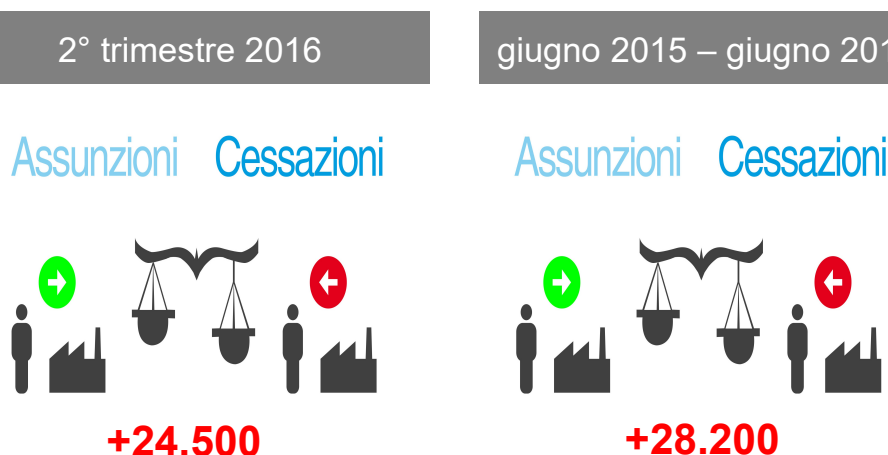 2° trimestre 2016
Assunzioni Cessazioni
+24.500
giugno 2015 – giugno
Assunzioni Cessazioni
+28.200